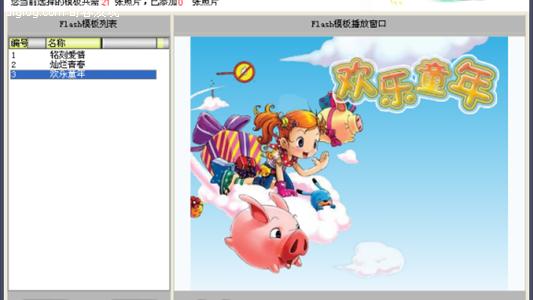 您当前选择的模板共需 21 张照片，已添加0 张照片
Flash模板列表
Flash模板播放窗口
编号 名称
1 铭刻爱情
2 灿烂青春
3 欢乐童年
欢乐童年